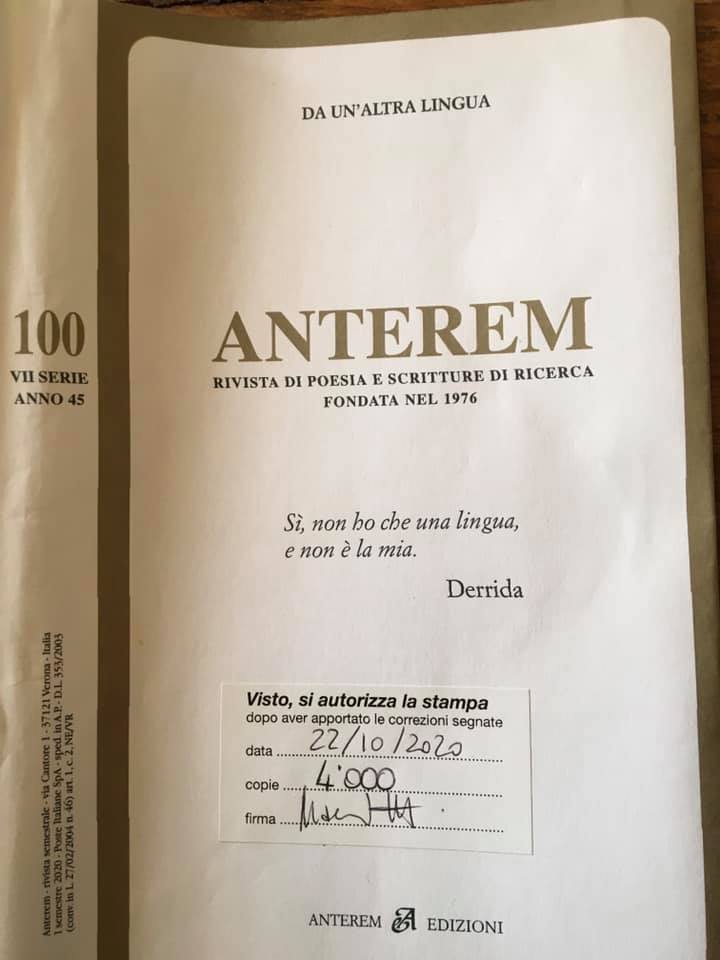 DA UN'ALTRA LINGUA
100
VII SERIE
ANNO 45
ANTEREM
RIVISTA DI POESIA E SCRITTURE DI RICERCA
FONDATA NEL 1976
Sì, non ho che una lingua,
e non è la mia.
Derrida
Visto, si autorizza la stampa
dopo aver apportato le correzioni segnate
data 22/10/2020
copie 4'000
firma
Anterem - rivista semestrale - via Cantore 1 - 37121 Verona - Italia
1 semestre 2020 - Poste Italiane SpA - sped. in A.P. - D.L. 353/2003
(conv. in L. 27/02/2004 n. 46) art. 1, c. 2, NE/VR
ANTEREM EDIZIONI